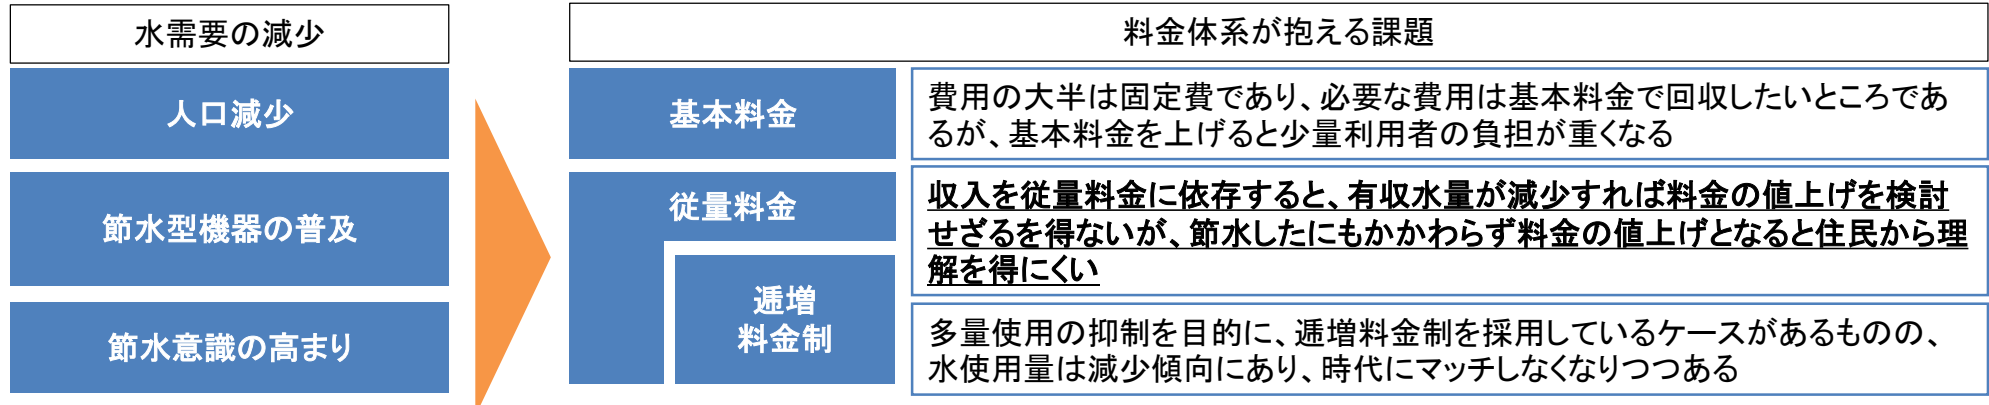 水需要の減少
人口減少
節水型機器の普及
節水意識の高まり
料金体系が抱える課題
基本料金
費用の大半は固定費であり、必要な費用は基本料金で回収したいところであ
るが、基本料金を上げると少量利用者の負担が重くなる
従量料金
収入を従量料金に依存すると、有収水量が減少すれば料金の値上げを検討
せざるを得ないが、節水したにもかかわらず料金の値上げとなると住民から理
解を得にくい
逓増
料金制
多量使用の抑制を目的に、逓増料金制を採用しているケースがあるものの、
水使用量は減少傾向にあり、時代にマッチしなくなりつつある